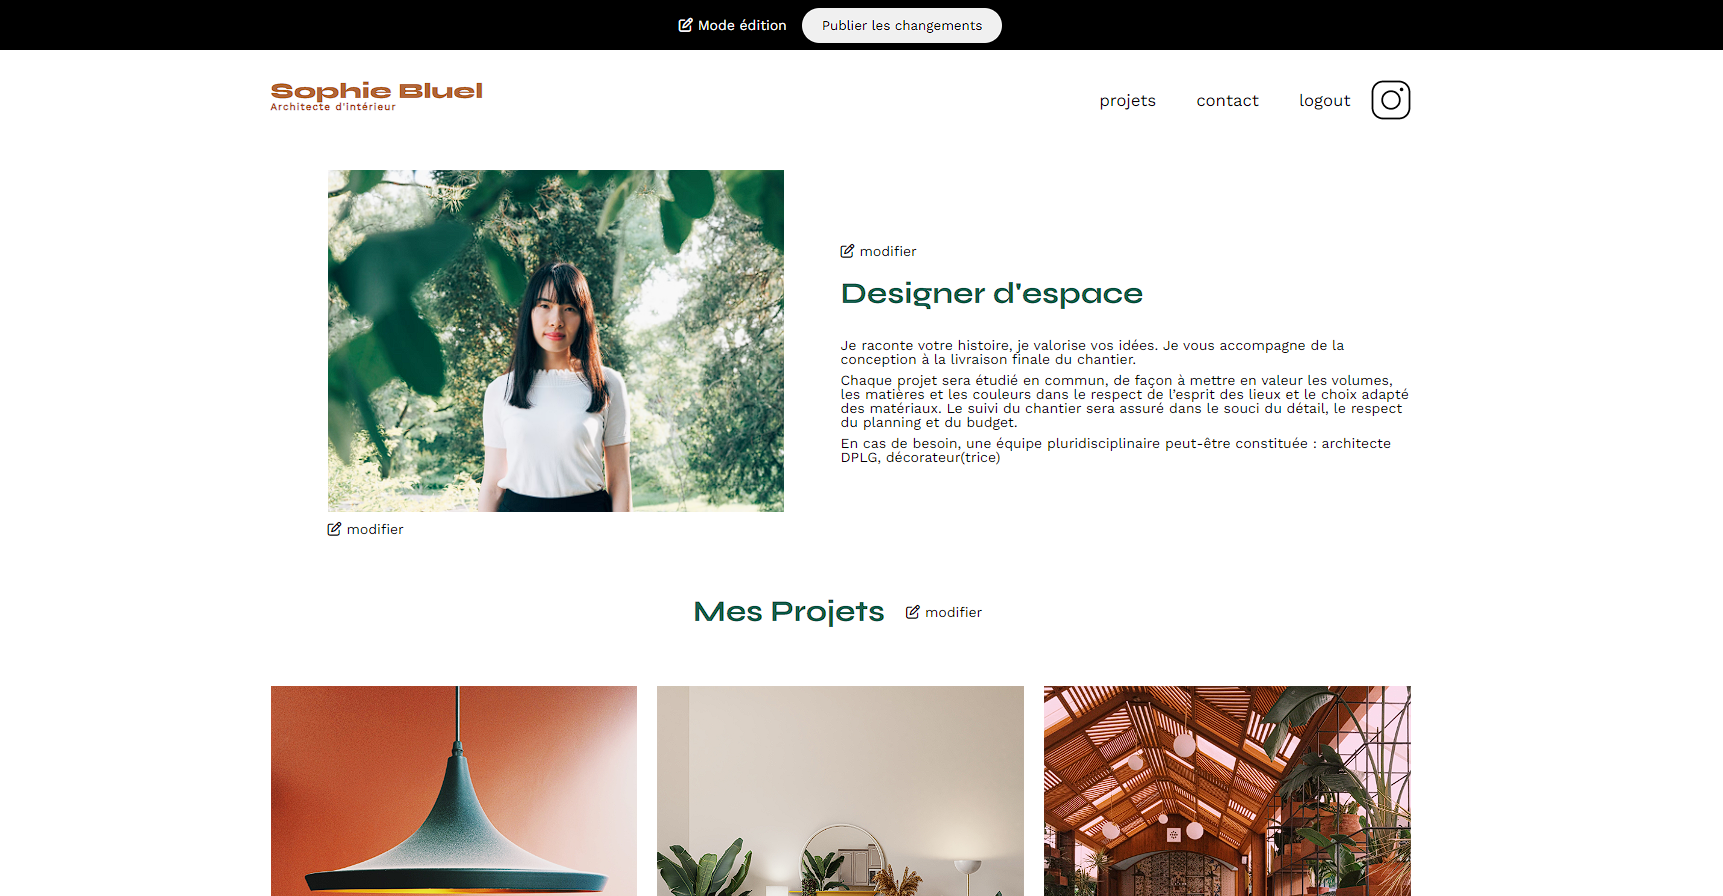 Mode édition
Publier les changements
Sophie Bluel
Architecte d'intérieur
projets
contact
logout
modifier
Designer d'espace
Je raconte votre histoire, je valorise vos idées. Je vous accompagne de la
conception à la livraison finale du chantier.
Chaque projet sera étudié en commun, de façon à mettre en valeur les volumes,
les matières et les couleurs dans le respect de l’esprit des lieux et le choix adapté
des matériaux. Le suivi du chantier sera assuré dans le souci du détail, le respect
du planning et du budget.
En cas de besoin, une équipe pluridisciplinaire peut-être constituée : architecte
DPLG, décorateur(trice)
modifier
Mes Projets
modifier